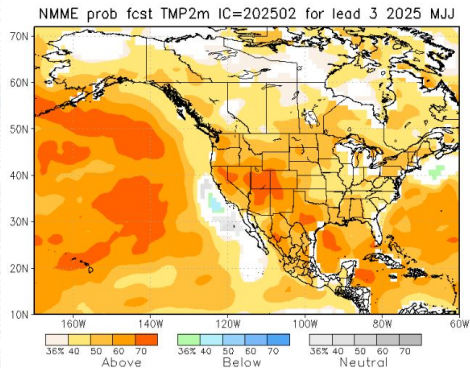 NMME prob fcst TMP2m IC=202502 for lead 3 2025 MJJ
70N
60N
50N
40N
30N
20N
10N
160W 140W 120W 100W 80W 60W
36% 40 50 60 70 36% 40 50 60 70 36% 40 50 60 70
Above Below Neutral